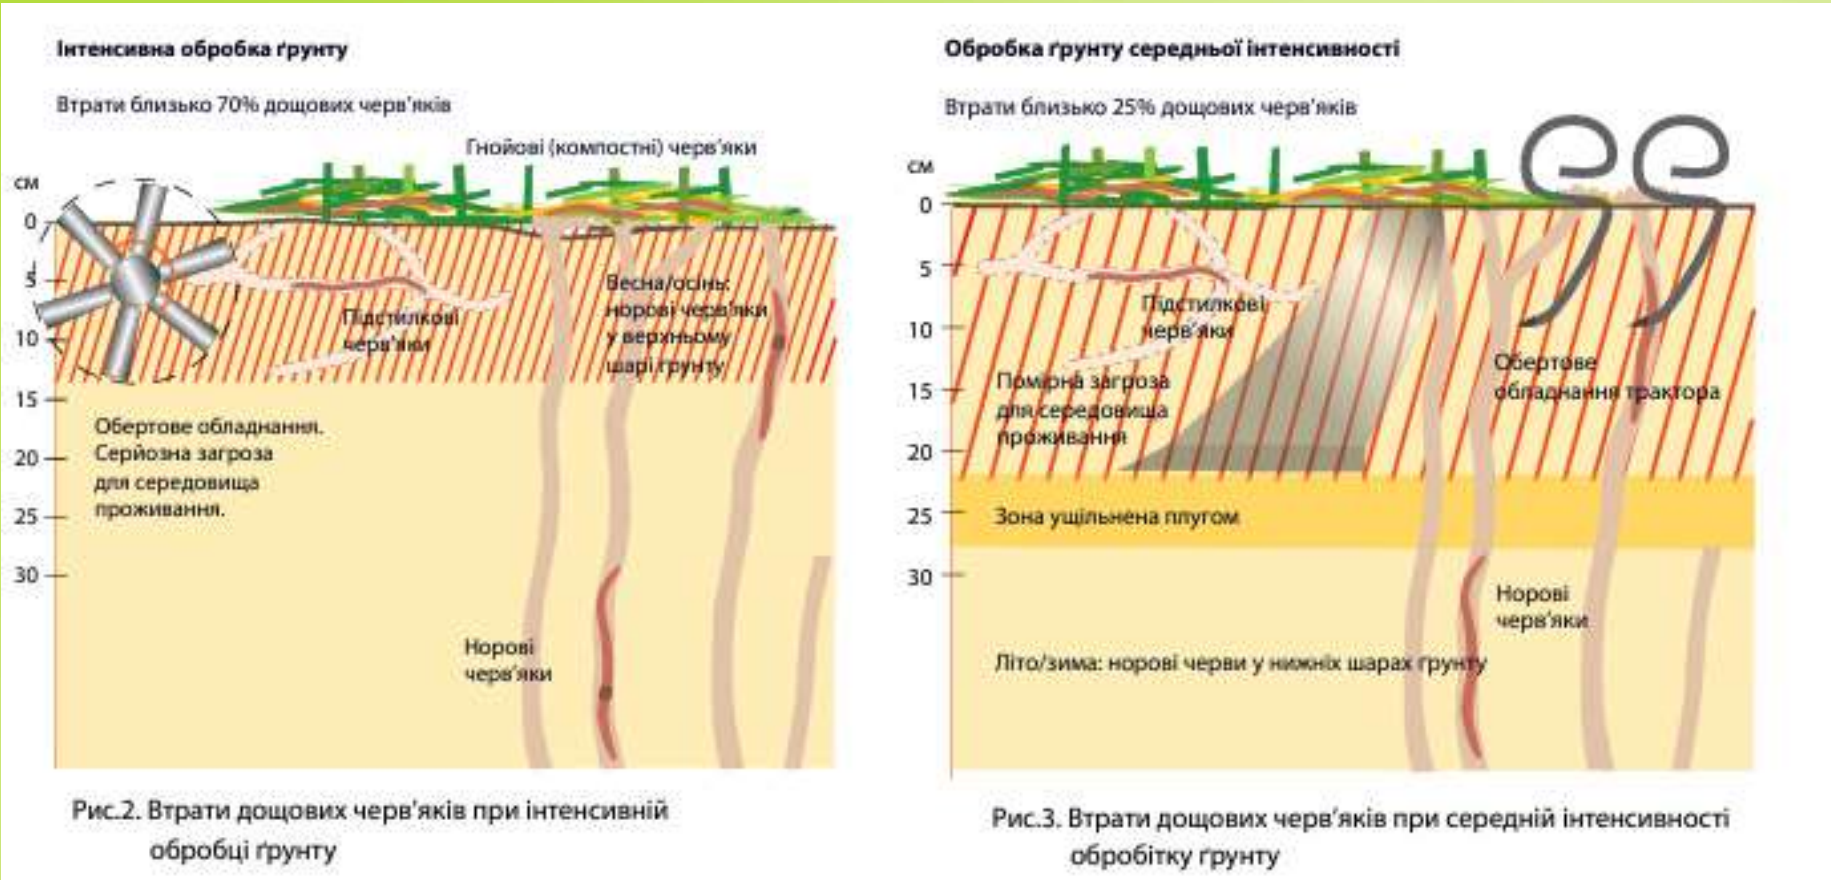 Інтенсивна обробка ґрунту
Втрати близько 70% дощових черв'яків
Гнойові (компостні) черв'яки
см
0
5
10
15
20
25
30
Підстилкові
черв'яки
Весна/осінь:
норові черв'яки
у верхньому
шарі ґрунту
Обертове обладнання.
Серйозна загроза
для середовища
проживання.
Норові
черв'яки
Рис.2. Втрати дощових черв'яків при інтенсивній
обробці ґрунту
Обробка ґрунту середньої інтенсивності
Втрати близько 25% дощових черв'яків
см
0
5
10
15
20
25
30
Підстилкові
черв'яки
Помірна загроза
для середовища
проживання
Обертове
обладнання трактора
Зона ущільнена плугом
Норові
черв'яки
Літо/зима: норові черви у нижніх шарах ґрунту
Рис.3. Втрати дощових черв'яків при середній інтенсивності
обробітку ґрунту